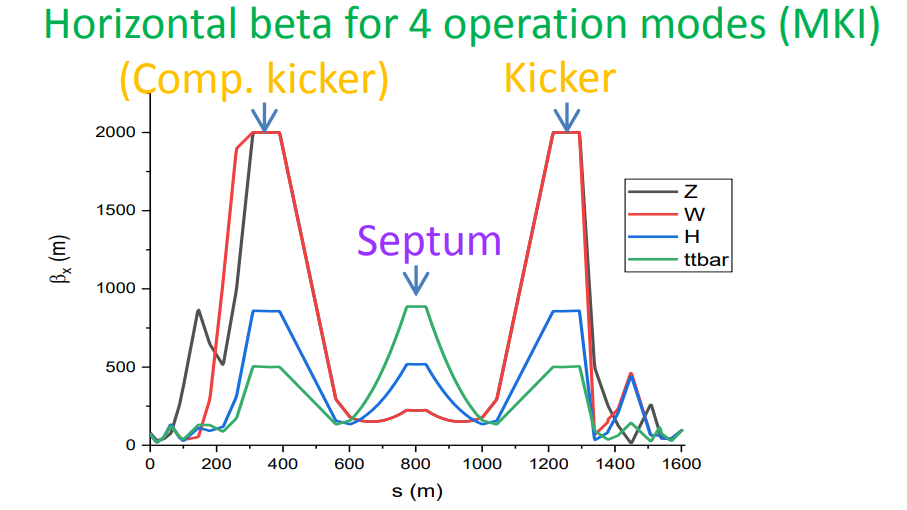 Horizontal beta for 4 operation modes (MKI)
(Comp. kicker)
Kicker
Septum
2000
1500
1000
500
0
βx (m)
0 200 400 600 800 1000 1200 1400 1600
s (m)
Z
W
H
ttbar